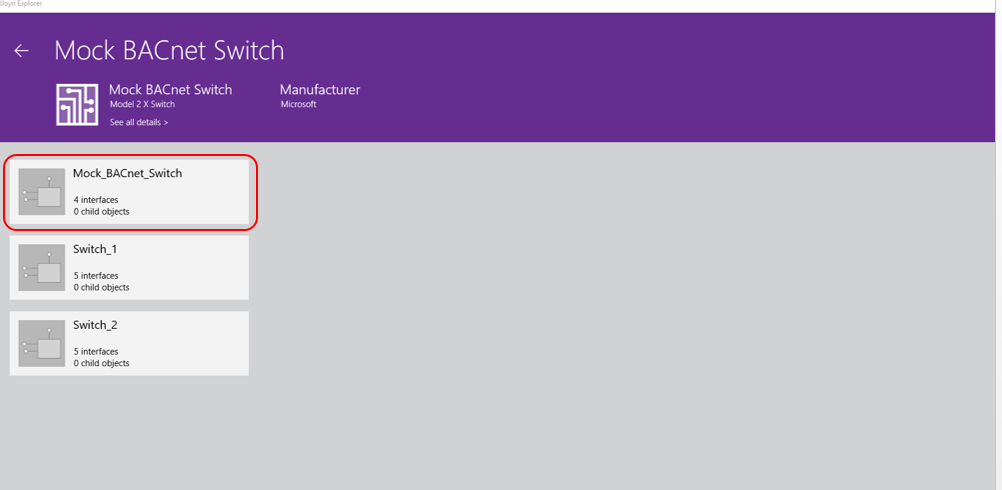 lJoyn Explorer
Mock BACnet Switch
Mock BACnet Switch
Model 2 X Switch
See all details >
Manufacturer
Microsoft
Mock_BACnet_Switch
4 interfaces
0 child objects
Switch_1
5 interfaces
0 child objects
Switch_2
5 interfaces
0 child objects